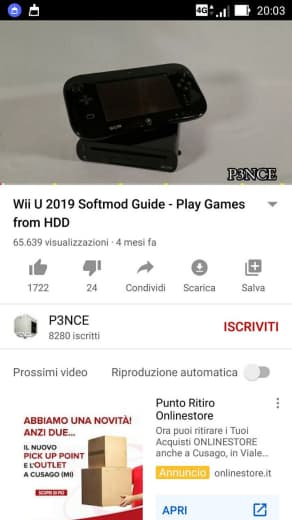 4G 20:03
WiiU
P3NCE
Wii U 2019 Softmod Guide - Play Games
from HDD
65.639 visualizzazioni · 4 mesi fa
1722 24 Condividi Scarica Salva
P3NCE
8280 iscritti
ISCRIVITI
Prossimi video Riproduzione automatica
ABBIAMO UNA NOVITÀ!
ANZI DUE...
IL NUOVO
PICK UP POINT
E L'OUTLET
A CUSAGO (MI)
SCOPRI DI PIÙ
Punto Ritiro
Onlinestore
Ora puoi ritirare i Tuoi
Acquisti ONLINESTORE
anche a Cusago, in Viale...
Annuncio onlinestore.it
APRI